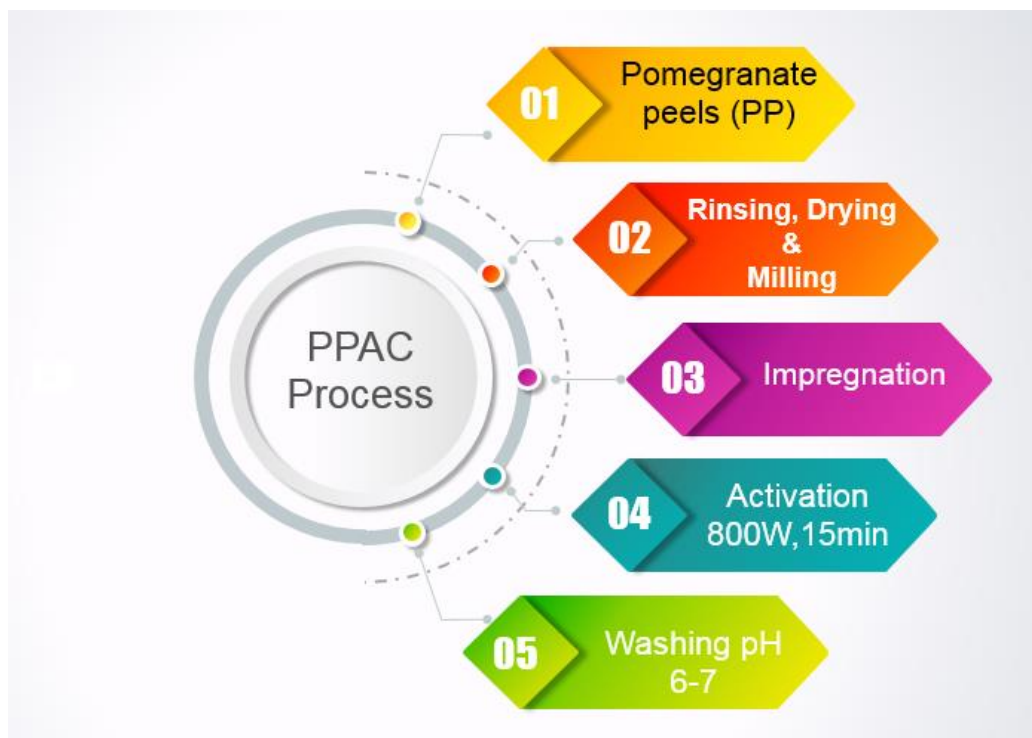 PPAC
Process
01
Pomegranate
peels (PP)
02
Rinsing, Drying
&
Milling
03
Impregnation
04
Activation
800W,15min
05
Washing pH
6-7